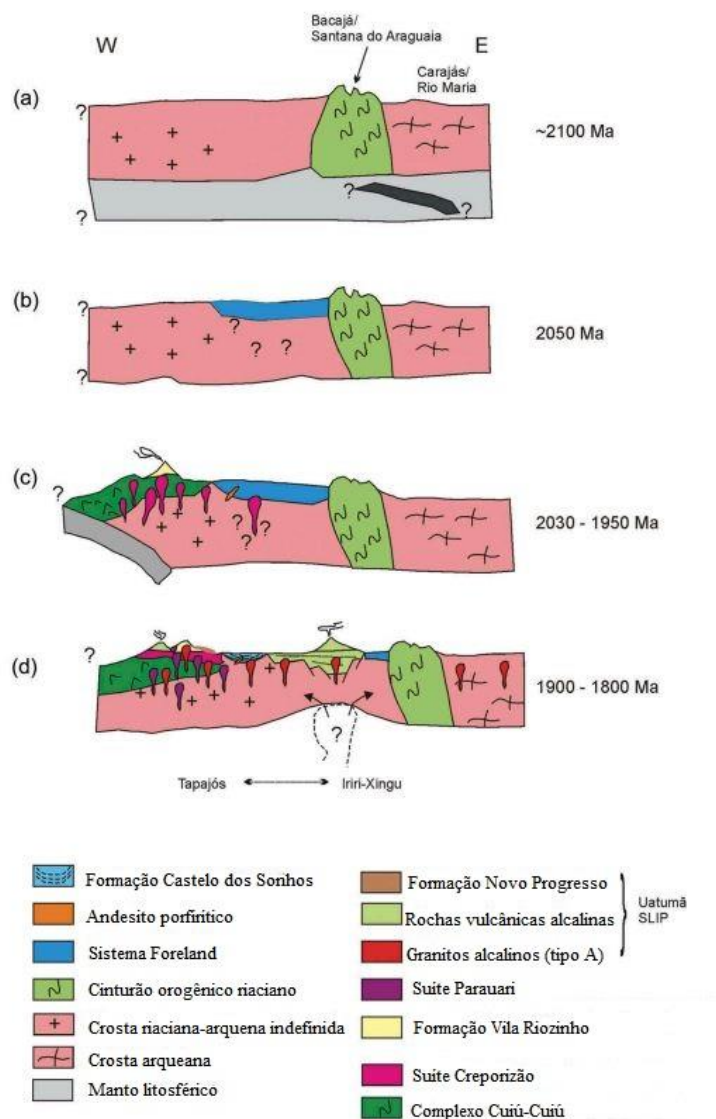 Bacajá/
Santana do Araguaia
W
E
Carajás/
Rio Maria
(a)
?
~2100 Ma
?
?
?
(b)
?
2050 Ma
?
? ?
?
(c)
?
2030 - 1950 Ma
?
? ?
?
(d)
?
1900 - 1800 Ma
?
Tapajós
Iriri-Xingu
Formação Castelo dos Sonhos
Andesito porfirítico
Sistema Foreland
Cinturão orogênico riaciano
Crosta riaciana-arquena indefinida
Crosta arqueana
Manto litosférico
Formação Novo Progresso
Rochas vulcânicas alcalinas
Granitos alcalinos (tipo A)
Uatumã
SLIP
Suite Parauari
Formação Vila Riozinho
Suite Creporizão
Complexo Cuiú-Cuiú